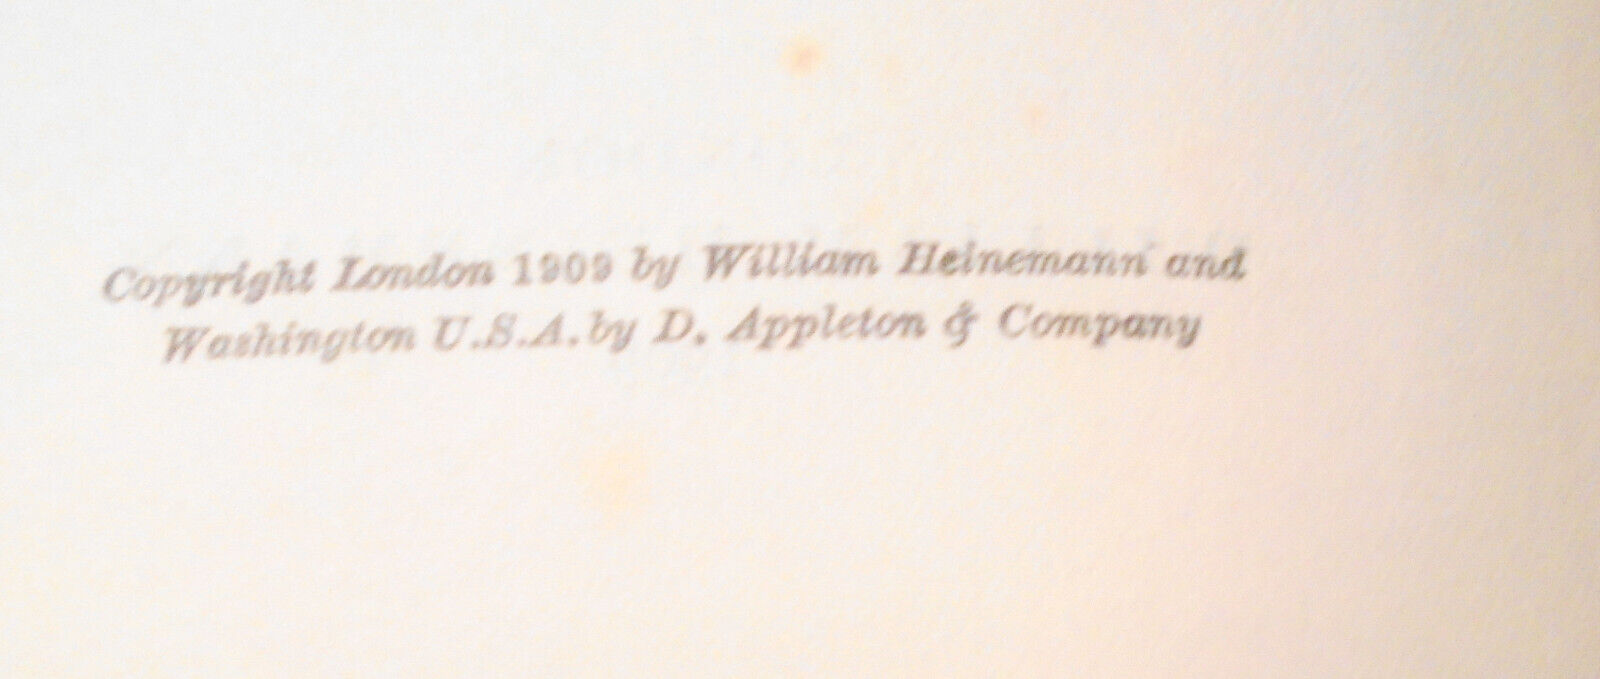 Copyright London 1909 by William Heinemann and
Washington U.S.A. by D. Appleton & Company